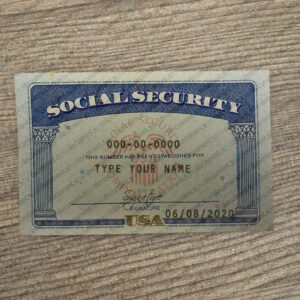 SOCIAL SECURITY
000-00-0000
THIS NUMBER HAS BEEN ESTABLISHED FOR
TYPE YOUR NAME
SIGNATURE
USA
06/08/2020